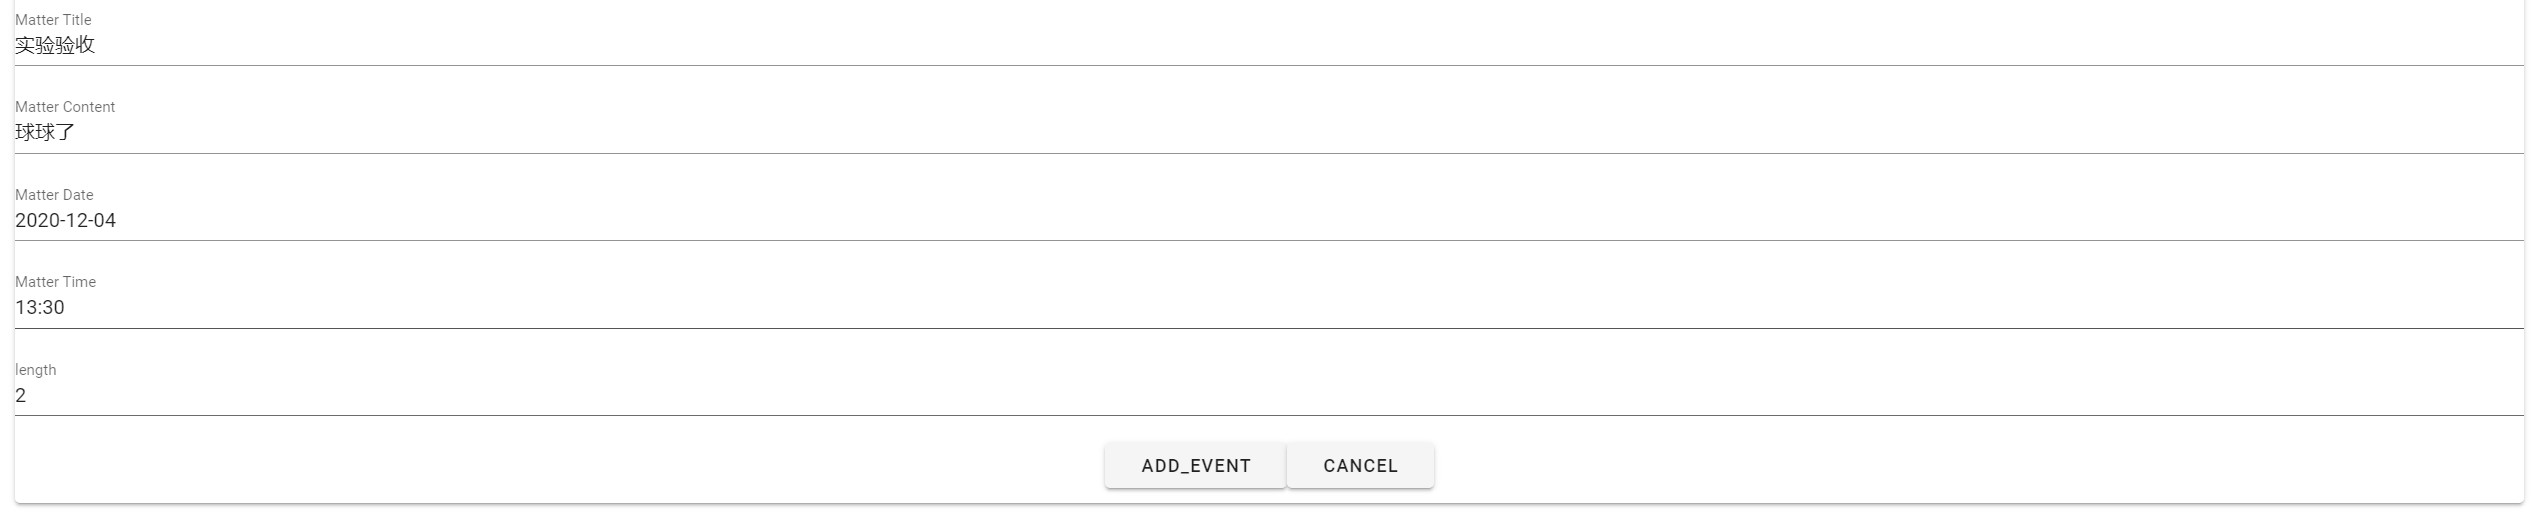 Matter Title
实验验收
Matter Content
球球了
Matter Date
2020-12-04
Matter Time
13:30
length
2
ADD_EVENT CANCEL